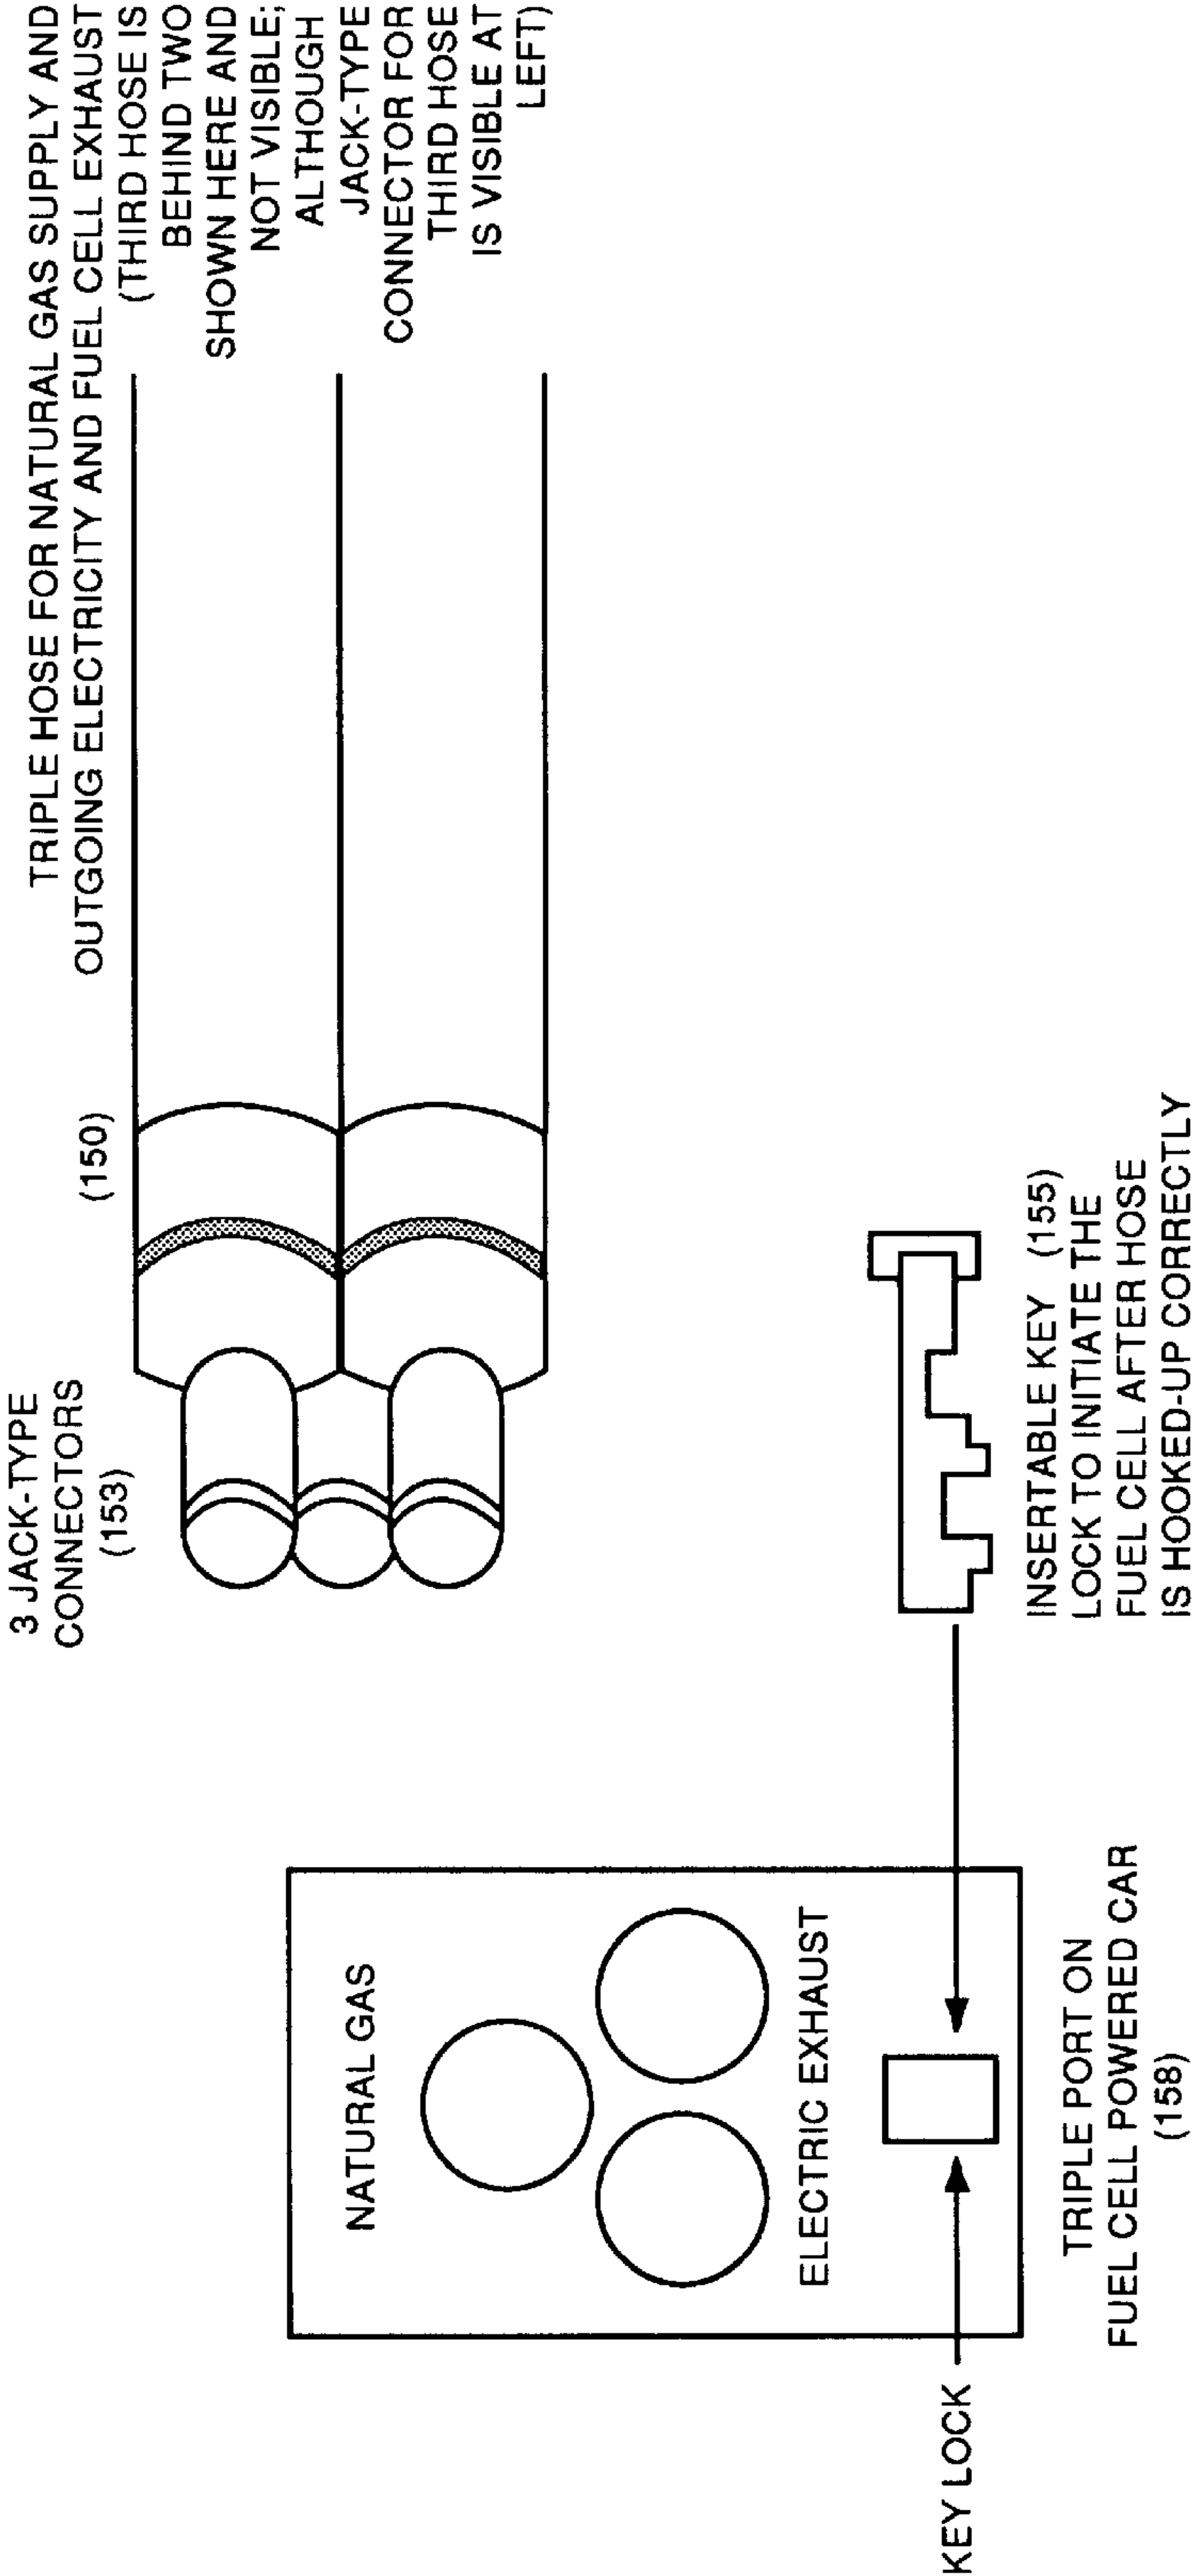 TRIPLE HOSE FOR NATURAL GAS SUPPLY AND
OUTGOING ELECTRICITY AND FUEL CELL EXHAUST
(THIRD HOSE IS
BEHIND TWO
SHOWN HERE AND
NOT VISIBLE;
ALTHOUGH
JACK-TYPE
CONNECTOR FOR
THIRD HOSE
IS VISIBLE AT
LEFT)
(150)
3 JACK-TYPE
CONNECTORS
(153)
NATURAL GAS
ELECTRIC EXHAUST
KEY LOCK
TRIPLE PORT ON
FUEL CELL POWERED CAR
(158)
INSERTABLE KEY (155)
LOCK TO INITIATE THE
FUEL CELL AFTER HOSE
IS HOOKED-UP CORRECTLY